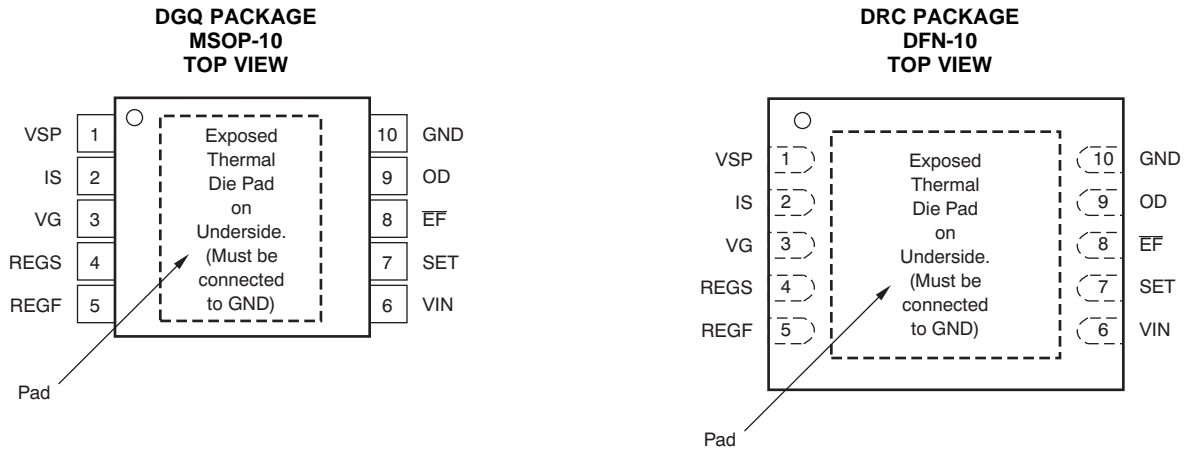 DGQ PACKAGE
MSOP-10
TOP VIEW
VSP 1
IS 2
VG 3
REGS 4
REGF 5
10 GND
9 OD
8 E̅F̅
7 SET
6 VIN
Exposed
Thermal
Die Pad
on
Underside.
(Must be
connected
to GND)
Pad
DRC PACKAGE
DFN-10
TOP VIEW
VSP 1
IS 2
VG 3
REGS 4
REGF 5
10 GND
9 OD
8 E̅F̅
7 SET
6 VIN
Exposed
Thermal
Die Pad
on
Underside.
(Must be
connected
to GND)
Pad